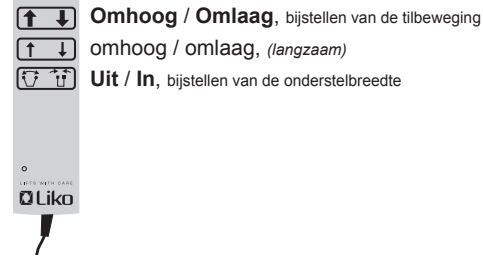 Omhoog / Omlaag, bijstellen van de tilbeweging
omhoog / omlaag, (langzaam)
Uit / In, bijstellen van de onderstelbreedte
LIFTS WITH CARE
Liko